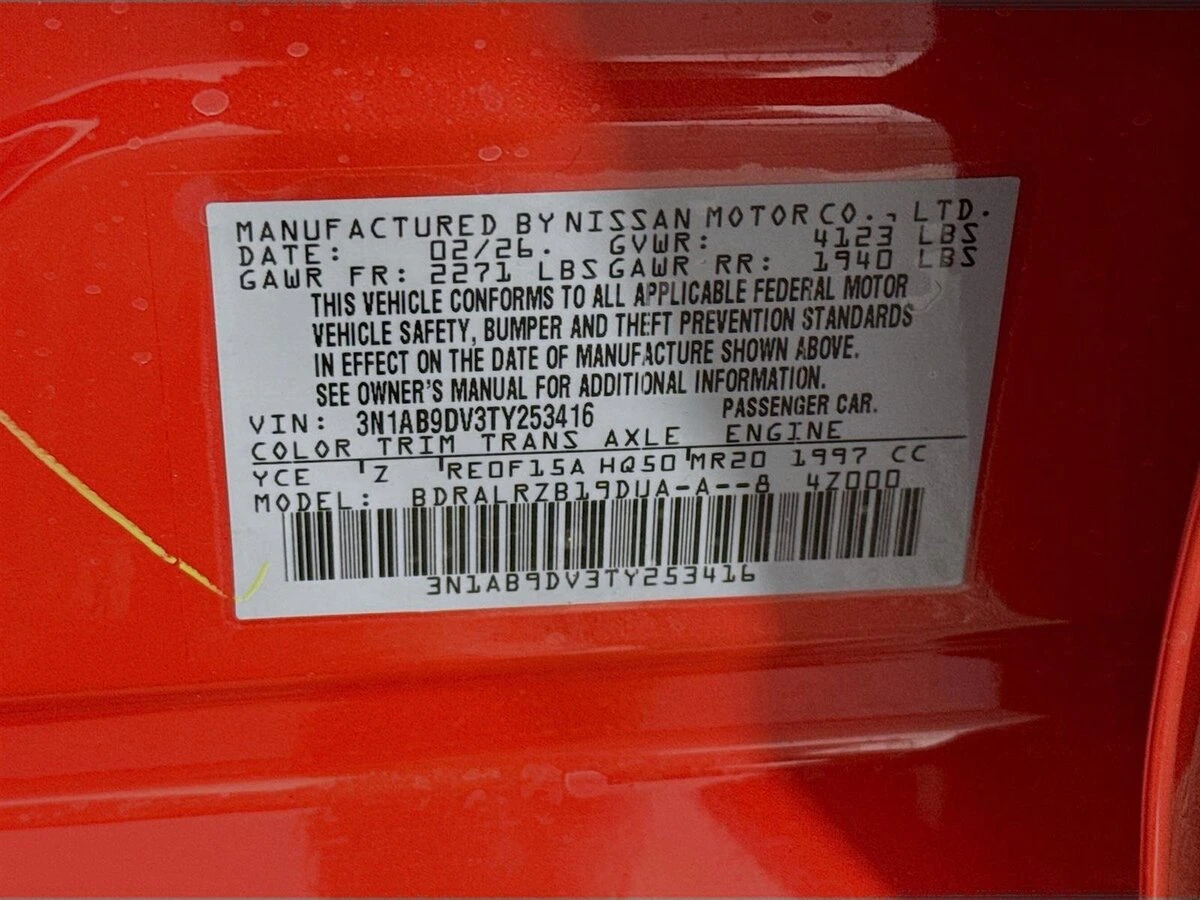 MANUFACTURED BY NISSAN MOTOR CO., LTD.
DATE: 02/26. GVWR: 4123 LBS
GAWR FR: 2271 LBS GAWR RR: 1940 LBS
THIS VEHICLE CONFORMS TO ALL APPLICABLE FEDERAL MOTOR
VEHICLE SAFETY, BUMPER AND THEFT PREVENTION STANDARDS
IN EFFECT ON THE DATE OF MANUFACTURE SHOWN ABOVE.
SEE OWNER'S MANUAL FOR ADDITIONAL INFORMATION.
VIN: 3N1AB9DV3TY253416 PASSENGER CAR.
COLOR TRIM TRANS AXLE ENGINE
YCE Z RE0F15A HQ50 MR20 1997 CC
MODEL: BDRALRZB19DUA-A--8 4Z000
3N1AB9DV3TY253416